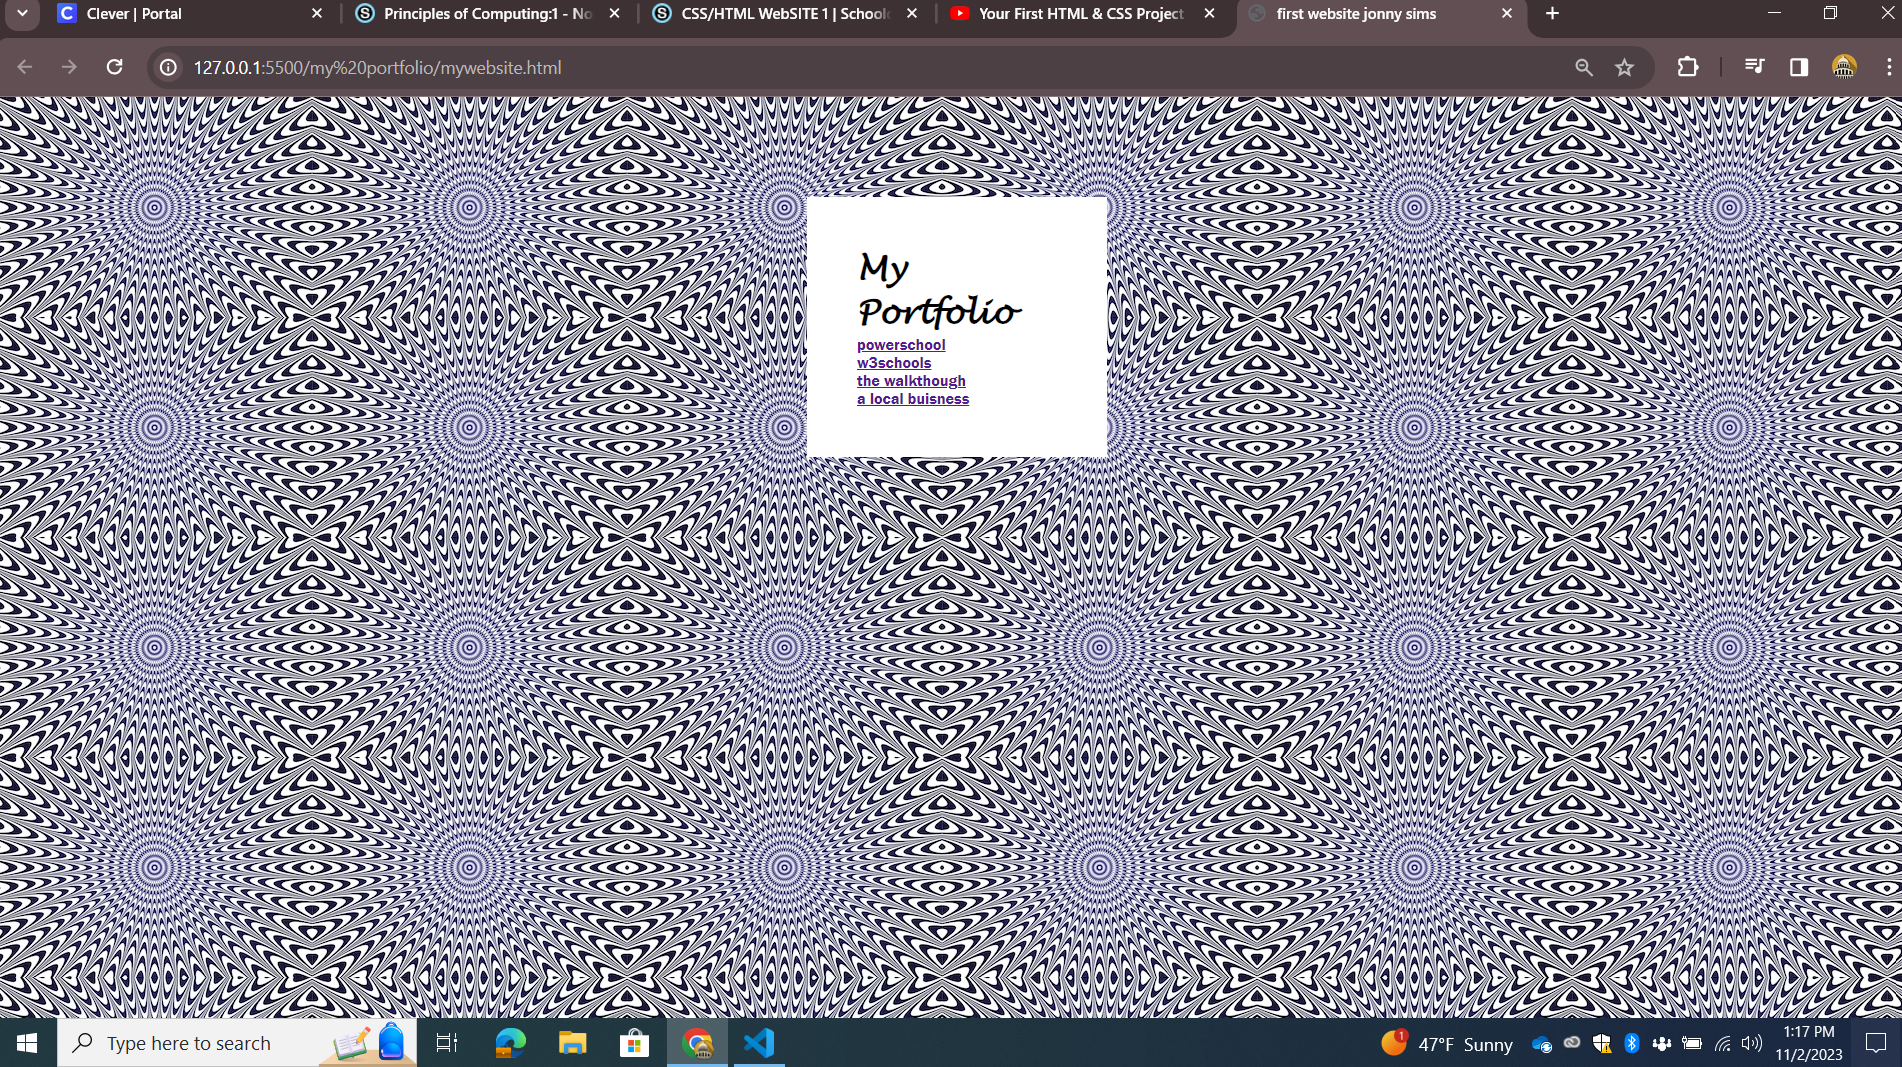 Clever | Portal
Principles of Computing:1 - No
CSS/HTML WebSITE 1 | School
Your First HTML & CSS Project
first website jonny sims
127.0.0.1:5500/my%20portfolio/mywebsite.html
My
Portfolio
powerschool
w3schools
the walkthough
a local buisness
Type here to search
1
47°F Sunny
1:17 PM
11/2/2023